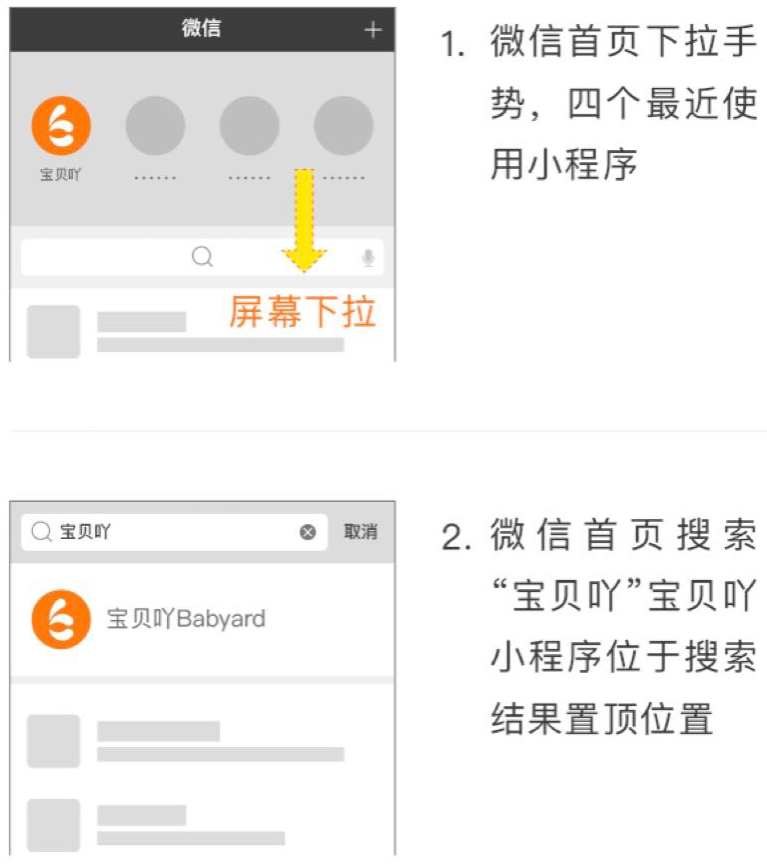 微信
宝贝吖
屏幕下拉
1. 微信首页下拉手
势，四个最近使
用小程序
宝贝吖
取消
宝贝吖Babyard
2. 微信首页搜索
“宝贝吖”宝贝吖
小程序位于搜索
结果置顶位置